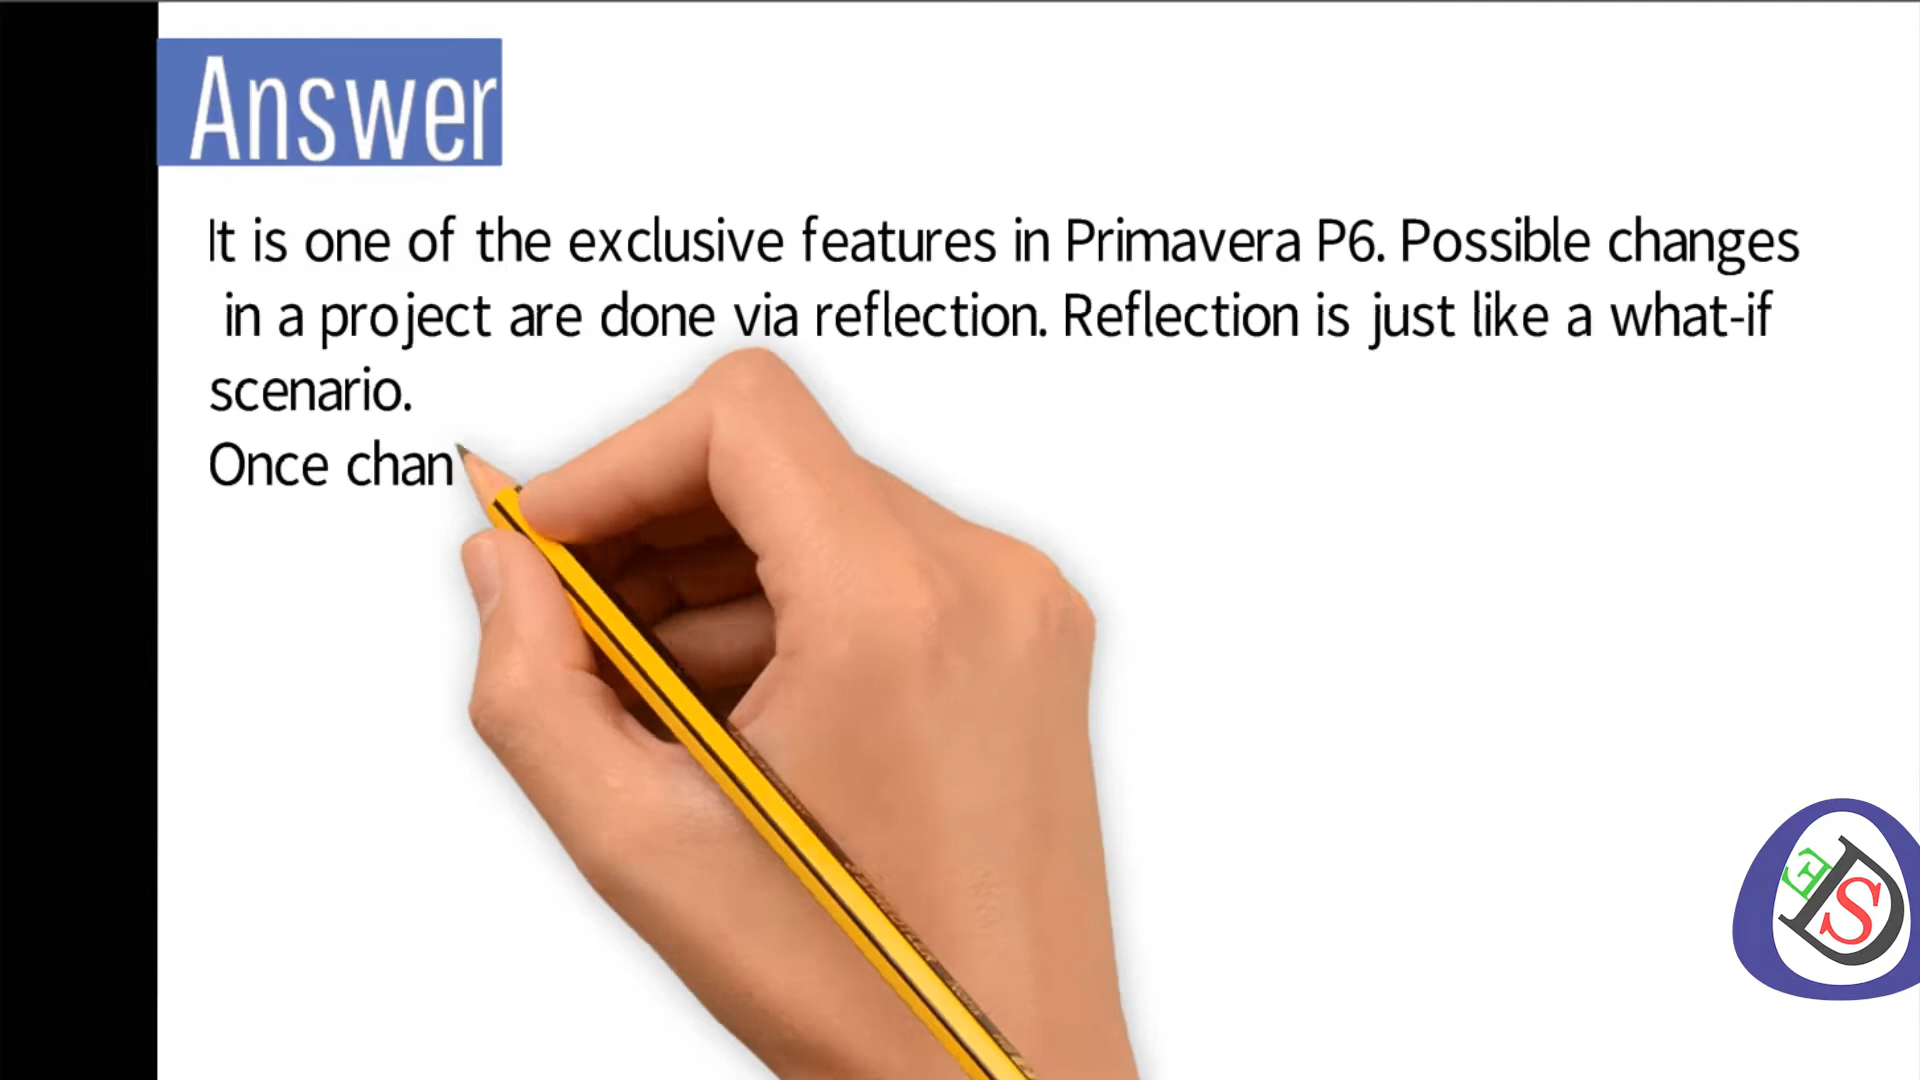 Answer
It is one of the exclusive features in Primavera P6. Possible changes
in a project are done via reflection. Reflection is just like a what-if
scenario.
Once chan